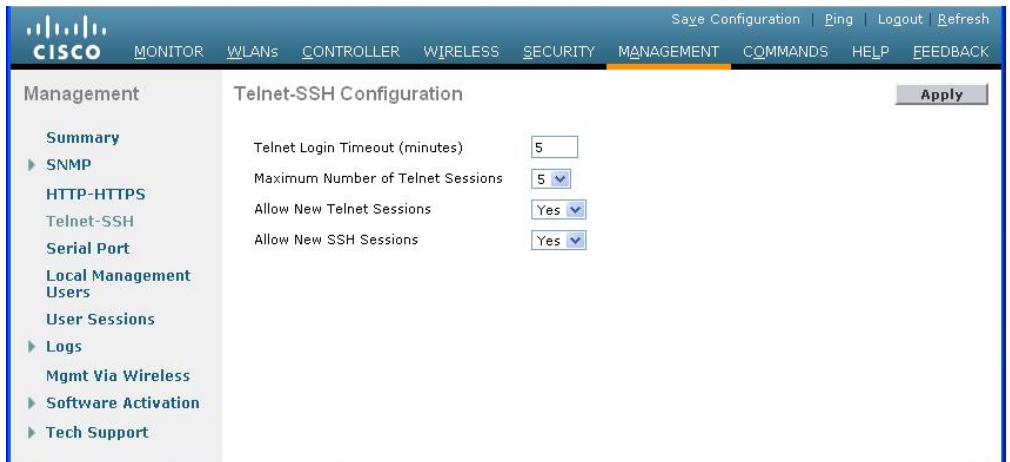 Save Configuration | Ping | Logout | Refresh
CISCO MONITOR WLANs CONTROLLER WIRELESS SECURITY MANAGEMENT COMMANDS HELP FEEDBACK
Management
Summary
SNMP
HTTP-HTTPS
Telnet-SSH
Serial Port
Local Management
Users
User Sessions
Logs
Mgmt Via Wireless
Software Activation
Tech Support
Telnet-SSH Configuration
Apply
Telnet Login Timeout (minutes) 5
Maximum Number of Telnet Sessions 5
Allow New Telnet Sessions Yes
Allow New SSH Sessions Yes